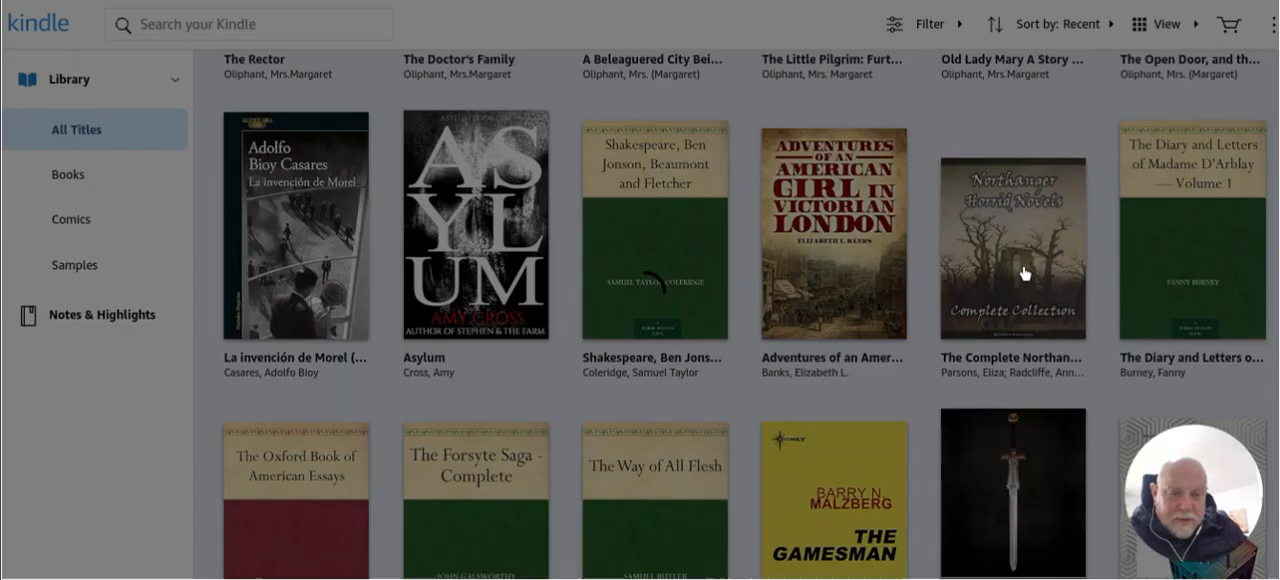 kindle
Search your Kindle
Filter
Sort by: Recent
View
Library
All Titles
Books
Comics
Samples
Notes & Highlights
The Rector
Oliphant, Mrs.Margaret
The Doctor's Family
Oliphant, Mrs.Margaret
A Beleaguered City Bei...
Oliphant, Mrs. (Margaret)
The Little Pilgrim: Furt...
Oliphant, Mrs. Margaret
Old Lady Mary A Story ...
Oliphant, Mrs.Margaret
The Open Door, and th...
Oliphant, Mrs. (Margaret)
ALFAGUARA
Adolfo
Bioy Casares
La invención de Morel
La invención de Morel (...
Casares, Adolfo Bioy
AS
YL
UM
AMY CROSS
AUTHOR OF STEPHEN & THE FARM
Asylum
Cross, Amy
Shakespeare, Ben
Jonson, Beaumont
and Fletcher
SAMUEL TAYLOR COLERIDGE
Shakespeare, Ben Jons...
Coleridge, Samuel Taylor
ADVENTURES
OF AN
AMERICAN
GIRL IN
VICTORIAN
LONDON
ELIZABETH L. BANKS
Adventures of an Amer...
Banks, Elizabeth L.
Northanger
Horrid Novels
Complete Collection
The Complete Northan...
Parsons, Eliza; Radcliffe, Ann...
The Diary and Letters
of Madame D'Arblay
— Volume 1
FANNY BURNEY
The Diary and Letters o...
Burney, Fanny
The Oxford Book of
American Essays
The Forsyte Saga -
Complete
JOHN GALSWORTHY
The Way of All Flesh
SAMUEL BUTLER
BARRY N.
MALZBERG
THE
GAMESMAN